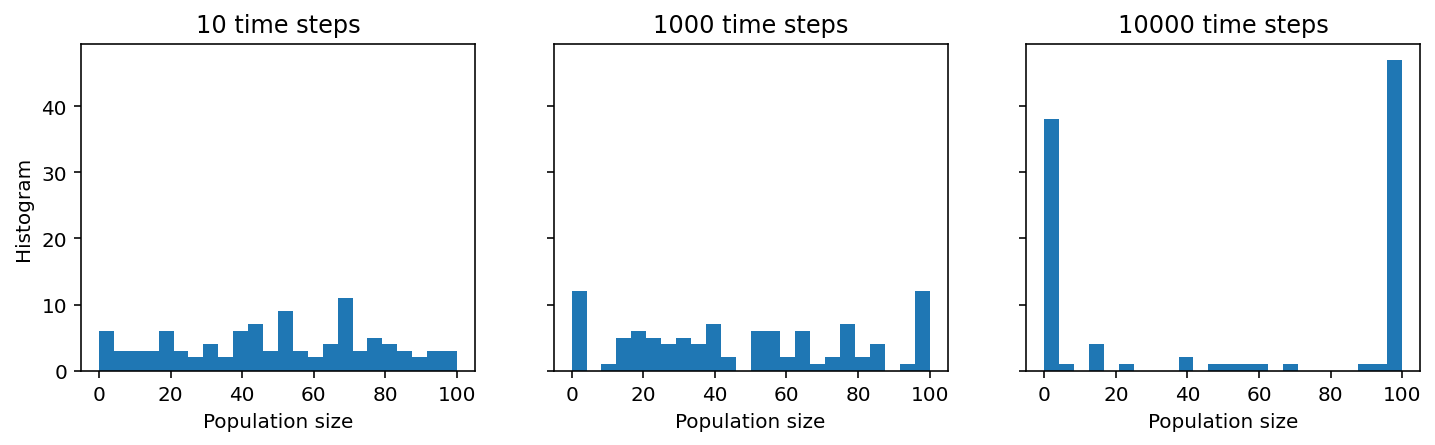 10 time steps
1000 time steps
10000 time steps
Histogram
40
30
20
10
0
0 20 40 60 80 100
0 20 40 60 80 100
0 20 40 60 80 100
Population size
Population size
Population size